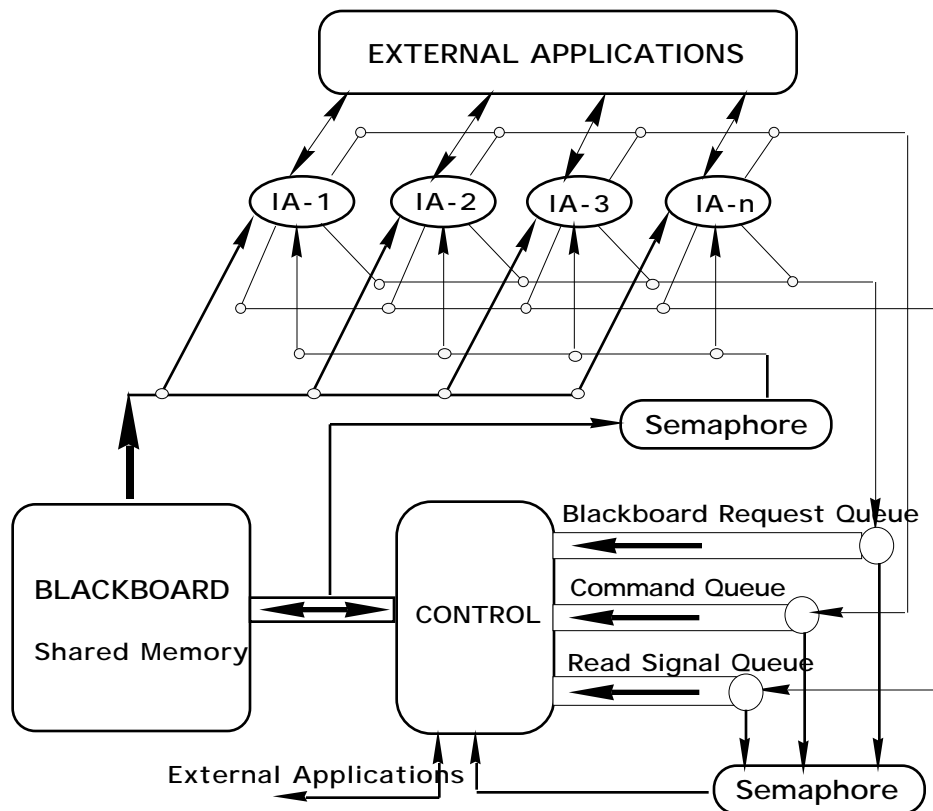 EXTERNAL APPLICATIONS
IA-1
IA-2
IA-3
IA-n
Semaphore
Blackboard Request Queue
BLACKBOARD
Shared Memory
CONTROL
Command Queue
Read Signal Queue
External Applications
Semaphore